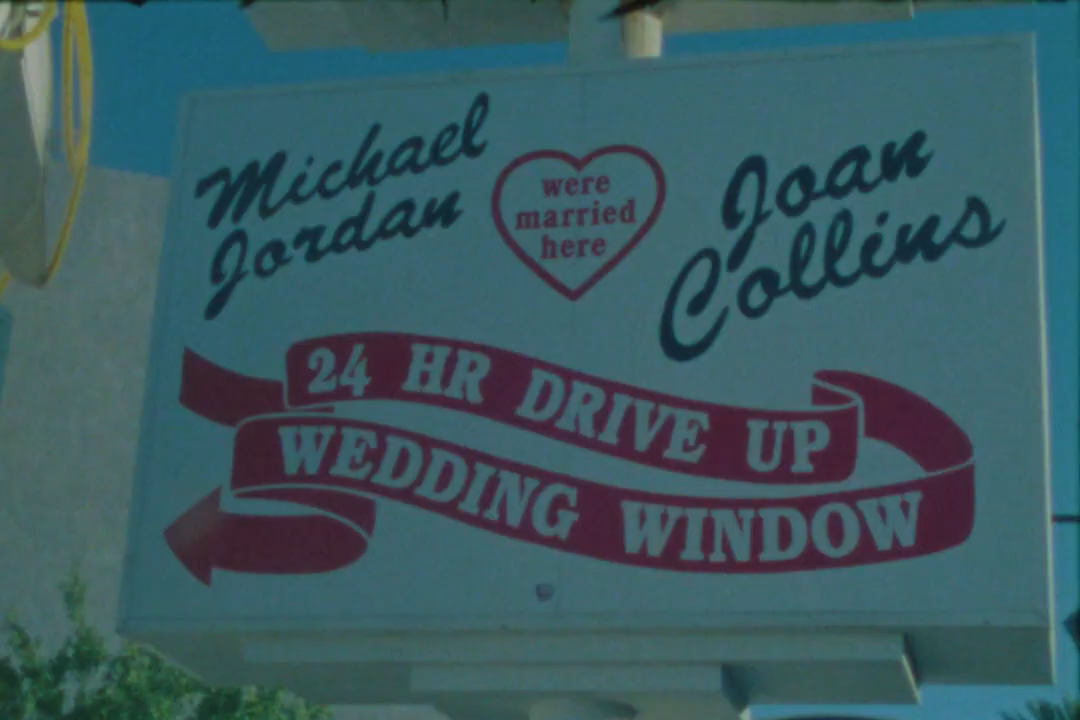 Michael
Jordan
were
married
here
Joan
Collins
24 HR DRIVE UP
WEDDING WINDOW